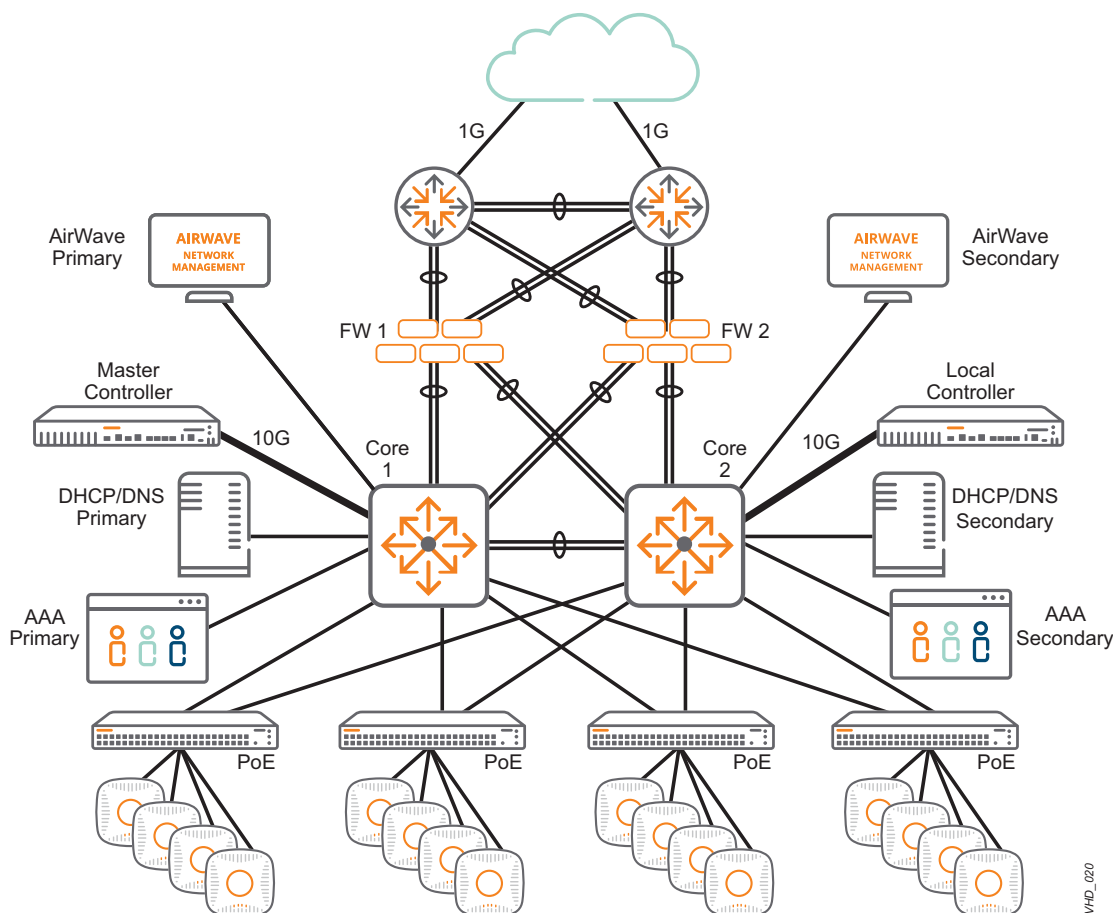 1G
1G
AirWave
Primary
AIRWAVE
NETWORK
MANAGEMENT
AIRWAVE
NETWORK
MANAGEMENT
AirWave
Secondary
FW 1
FW 2
Master
Controller
Local
Controller
10G
Core
1
Core
2
10G
DHCP/DNS
Primary
DHCP/DNS
Secondary
AAA
Primary
AAA
Secondary
PoE
PoE
PoE
PoE
VHD_020